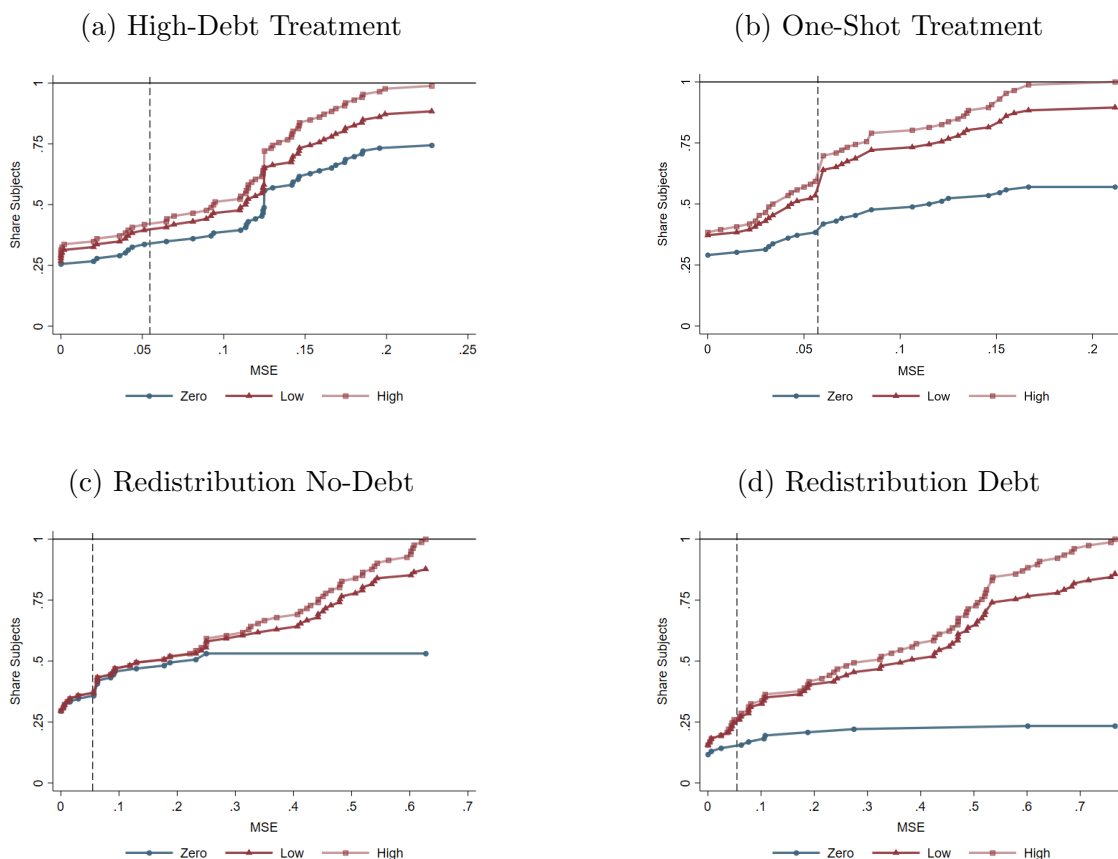 (a) High-Debt Treatment
(b) One-Shot Treatment
Share Subjects
0 .25 .5 .75 1
0 .05 .1 .15 .2 .25
MSE
Zero Low High
Share Subjects
0 .25 .5 .75 1
0 .05 .1 .15 .2
MSE
Zero Low High
(c) Redistribution No-Debt
(d) Redistribution Debt
Share Subjects
0 .25 .5 .75 1
0 .1 .2 .3 .4 .5 .6 .7
MSE
Zero Low High
Share Subjects
0 .25 .5 .75 1
0 .1 .2 .3 .4 .5 .6 .7
MSE
Zero Low High